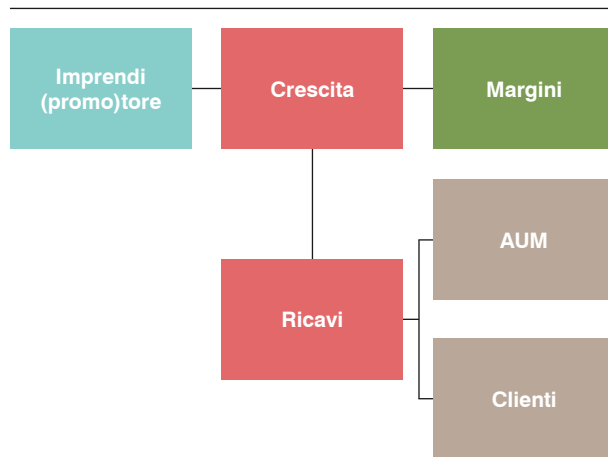 Imprendi
(promo)tore
Crescita
Margini
AUM
Ricavi
Clienti